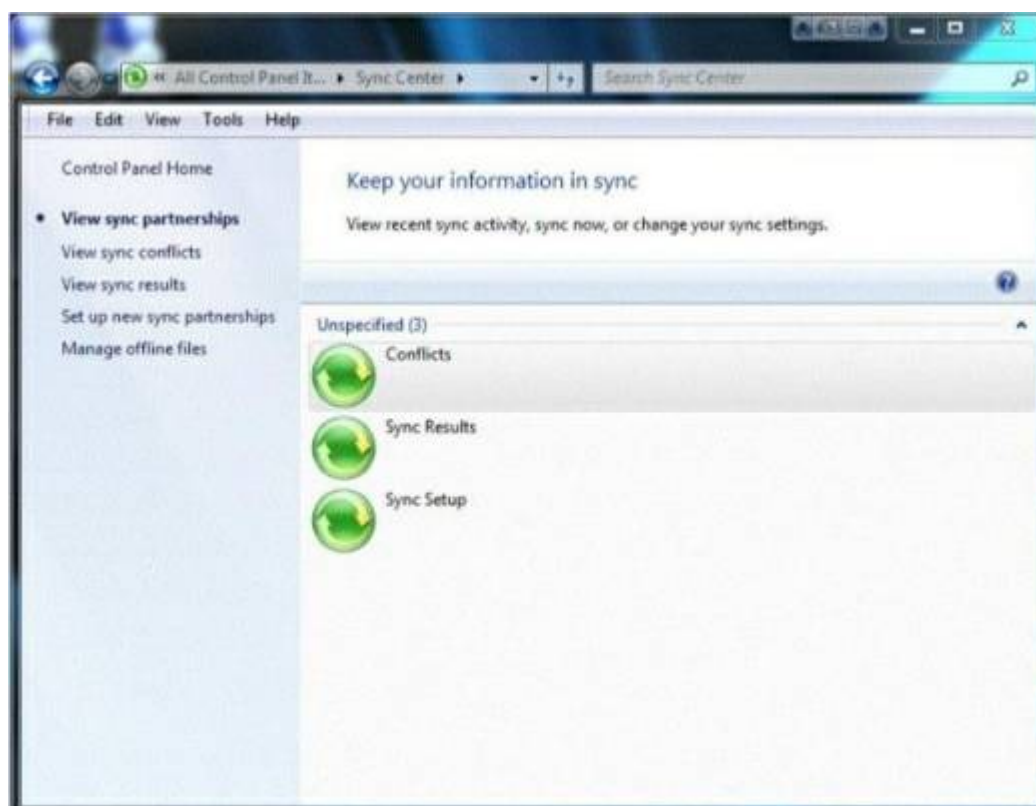 « All Control Panel It... ▸ Sync Center ▸
Search Sync Center
File Edit View Tools Help
Control Panel Home
View sync partnerships
View sync conflicts
View sync results
Set up new sync partnerships
Manage offline files
Keep your information in sync
View recent sync activity, sync now, or change your sync settings.
Unspecified (3)
Conflicts
Sync Results
Sync Setup